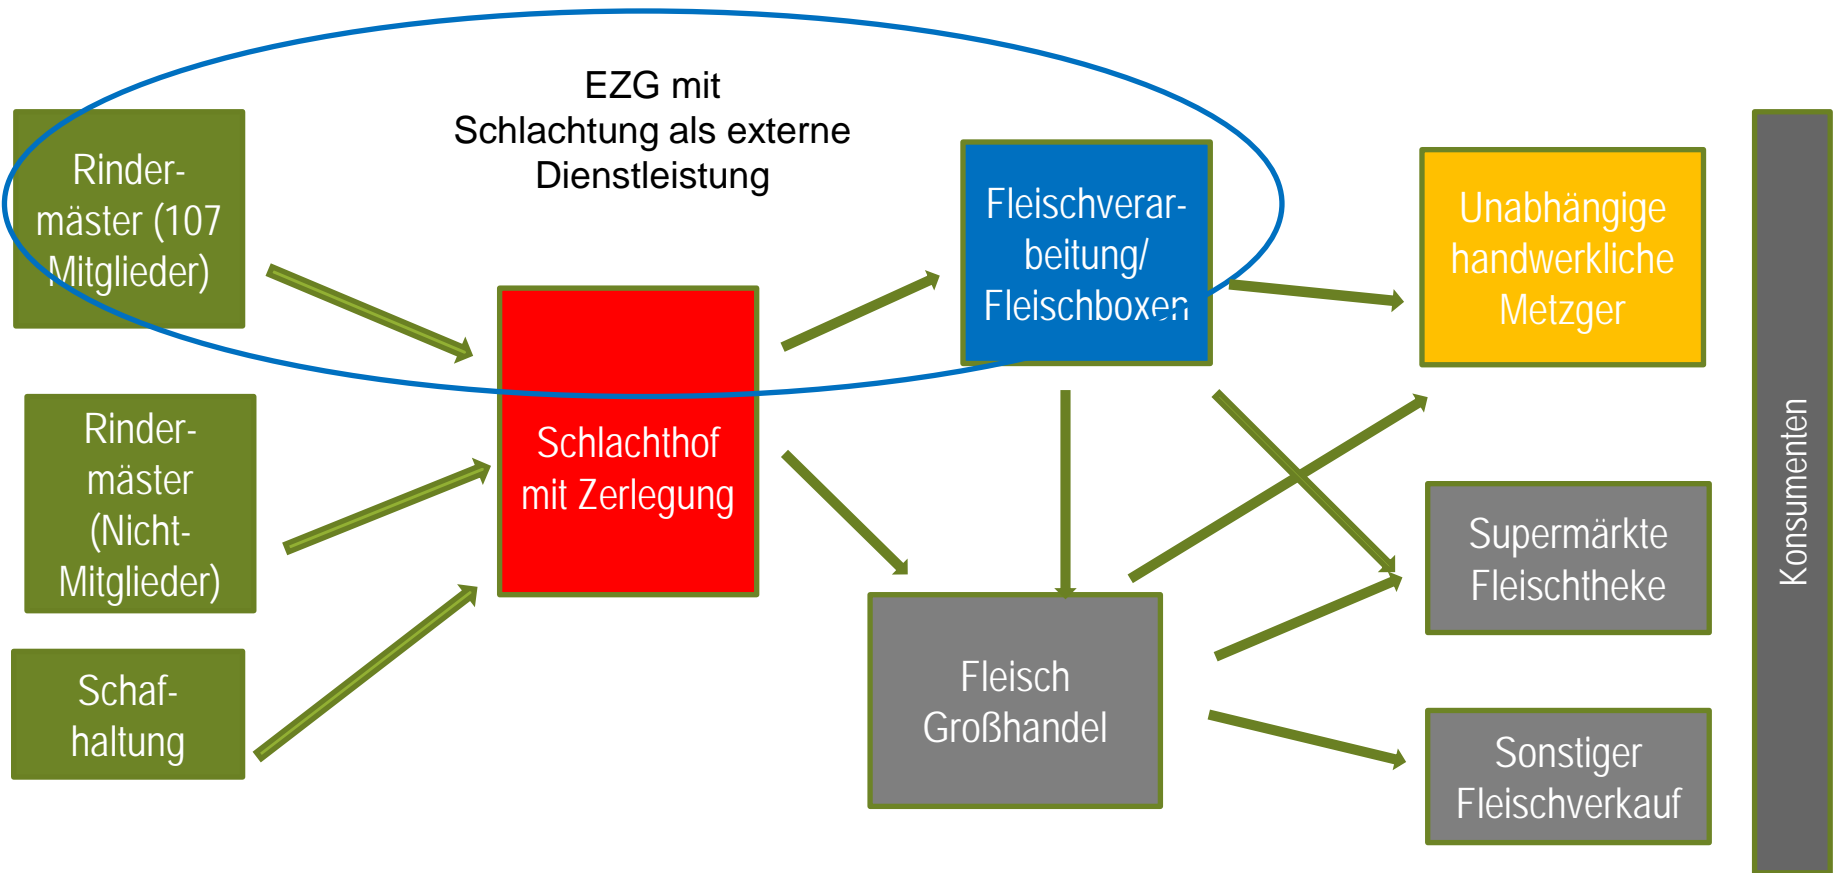 EZG mit
Schlachtung als externe
Dienstleistung
Rinder-
mäster (107
Mitglieder)
Rinder-
mäster
(Nicht-
Mitglieder)
Schaf-
haltung
Schlachthof
mit Zerlegung
Fleischverar-
beitung/
Fleischboxen
Fleisch
Großhandel
Unabhängige
handwerkliche
Metzger
Supermärkte
Fleischtheke
Sonstiger
Fleischverkauf
Konsumenten